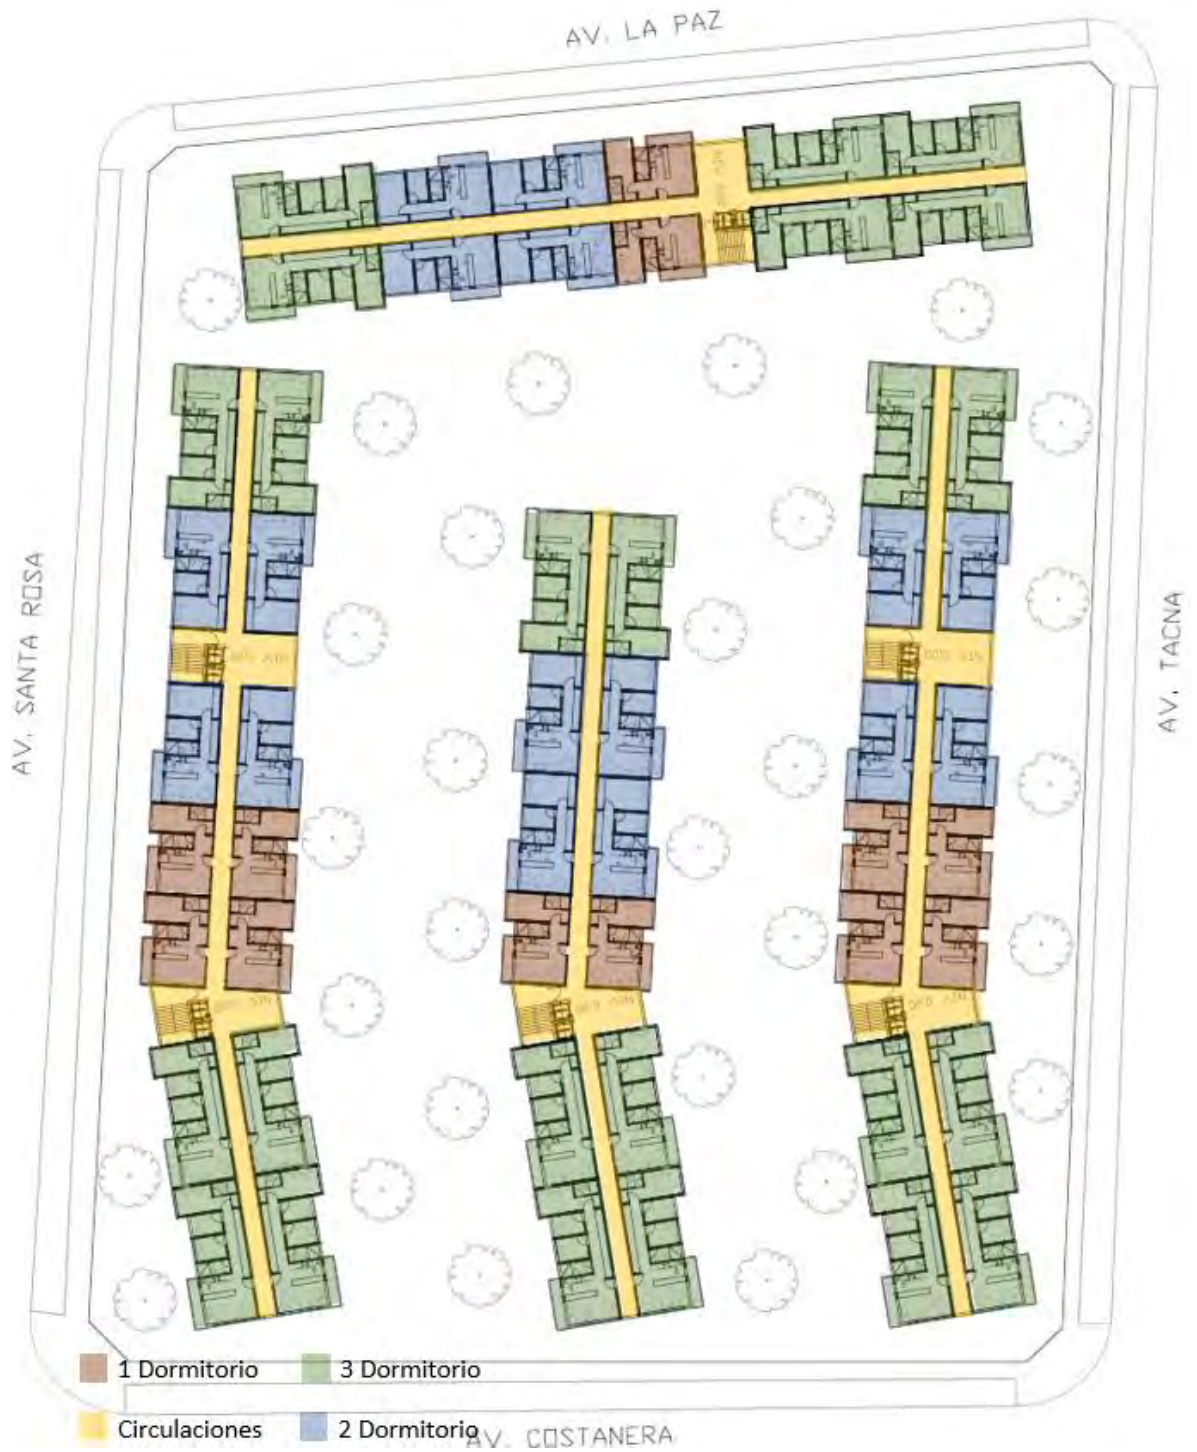 AV. LA PAZ
AV. SANTA ROSA
AV. TACNA
1 Dormitorio
3 Dormitorio
Circulaciones
2 Dormitorio
AV. COSTANERA